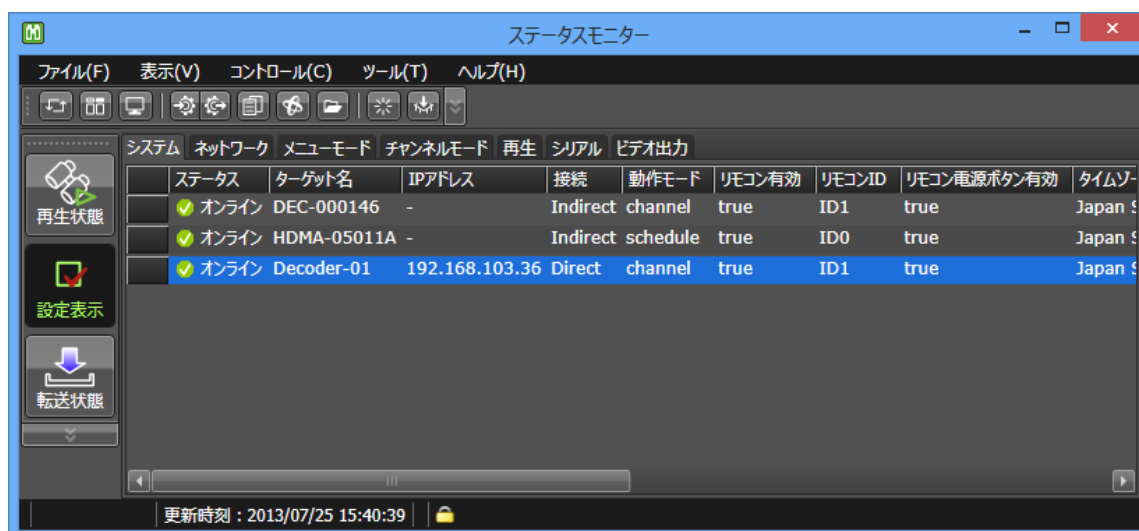 ステータスモニター
ファイル(F) 表示(V) コントロール(C) ツール(T) ヘルプ(H)
システム ネットワーク メニューモード チャンネルモード 再生 シリアル ビデオ出力
ステータス ターゲット名 IPアドレス 接続 動作モード リモコン有効 リモコンID リモコン電源ボタン有効 タイムゾー
オンライン DEC-000146 - Indirect channel true ID1 true Japan S
オンライン HDMA-05011A - Indirect schedule true ID0 true Japan S
オンライン Decoder-01 192.168.103.36 Direct channel true ID1 true Japan S
再生状態
設定表示
転送状態
更新時刻 : 2013/07/25 15:40:39